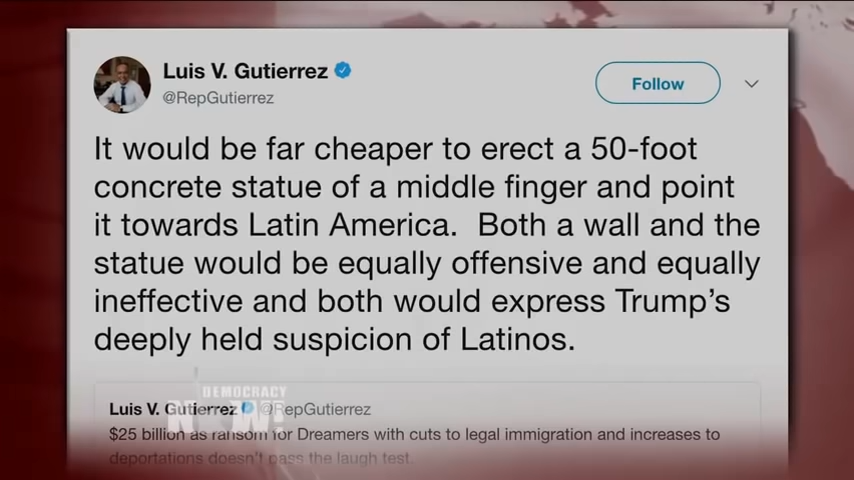 Luis V. Gutierrez
@RepGutierrez
Follow
It would be far cheaper to erect a 50-foot
concrete statue of a middle finger and point
it towards Latin America.  Both a wall and the
statue would be equally offensive and equally
ineffective and both would express Trump’s
deeply held suspicion of Latinos.
DEMOCRACY
NOW!
Luis V. Gutierrez @RepGutierrez
$25 billion as ransom for Dreamers with cuts to legal immigration and increases to
deportations doesn't pass the laugh test.